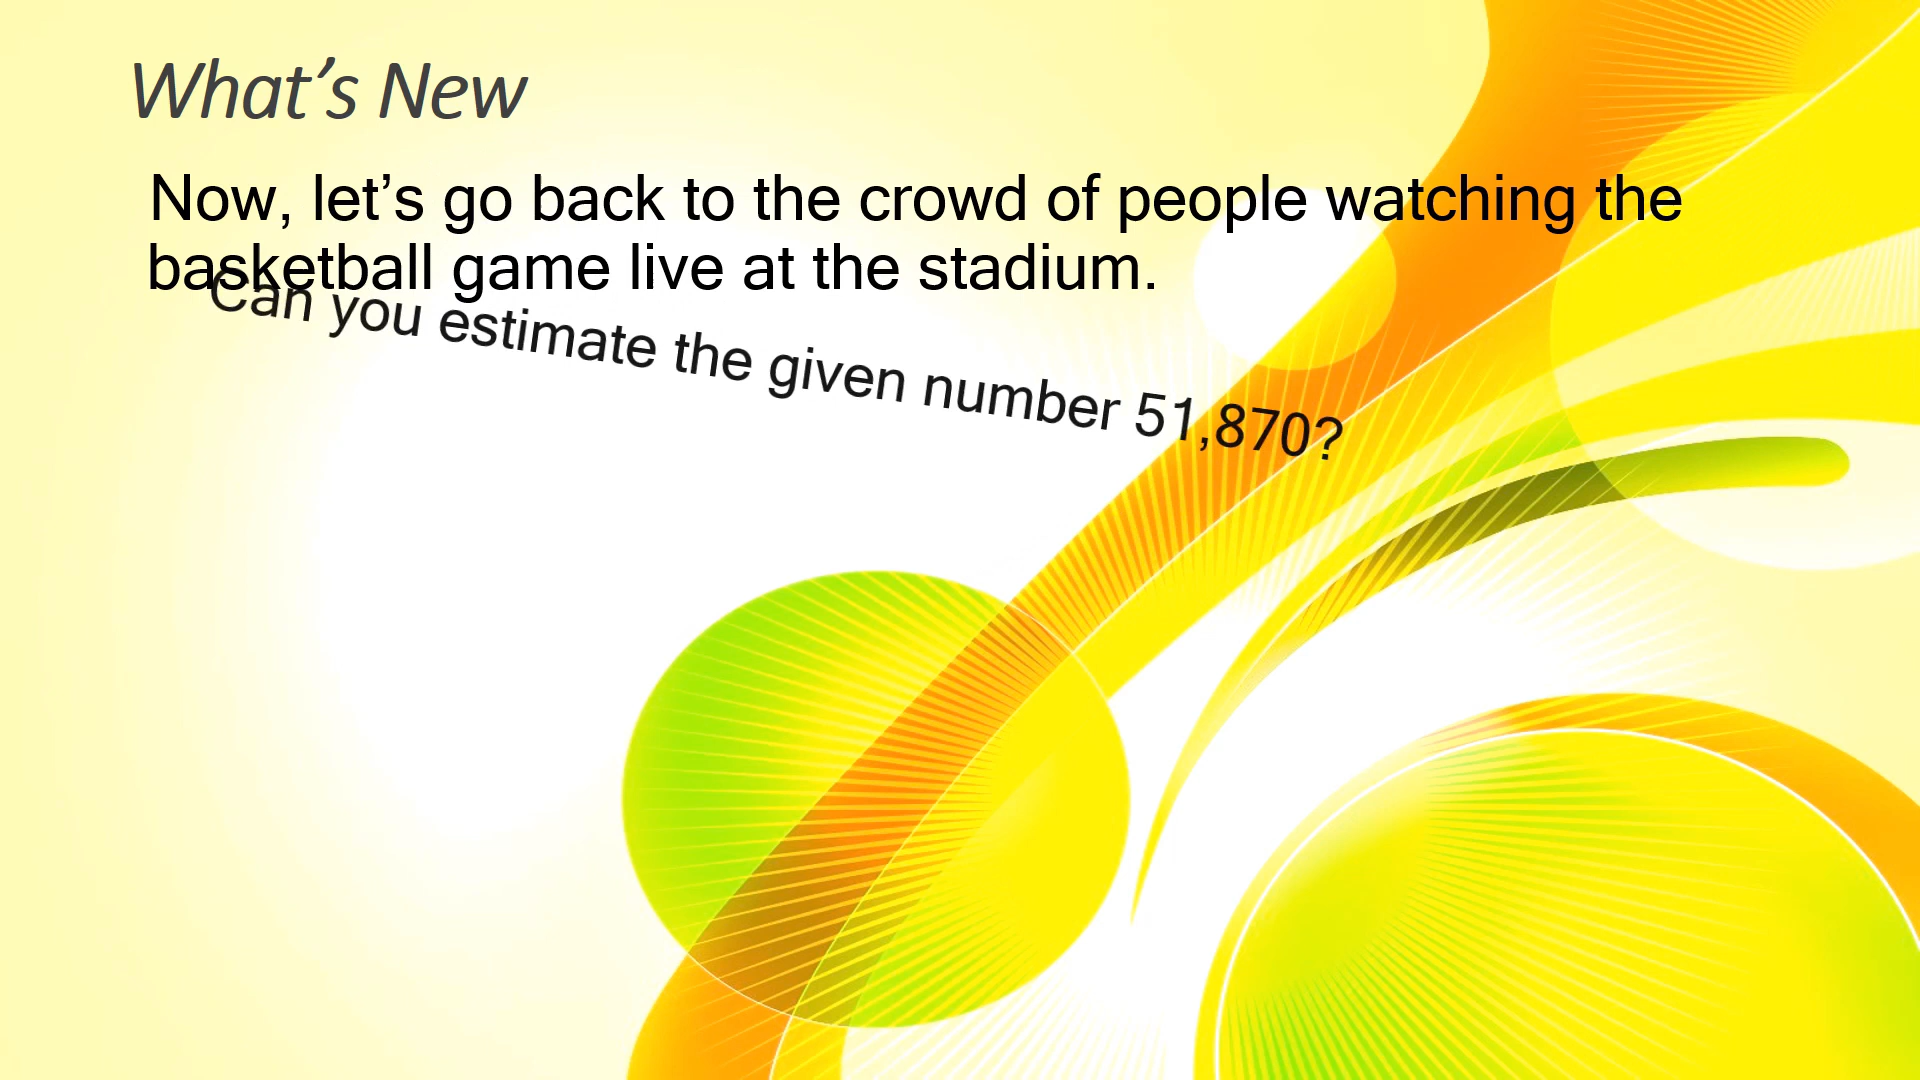 What’s New
Now, let’s go back to the crowd of people watching the
basketball game live at the stadium.
Can you estimate the given number 51,870?